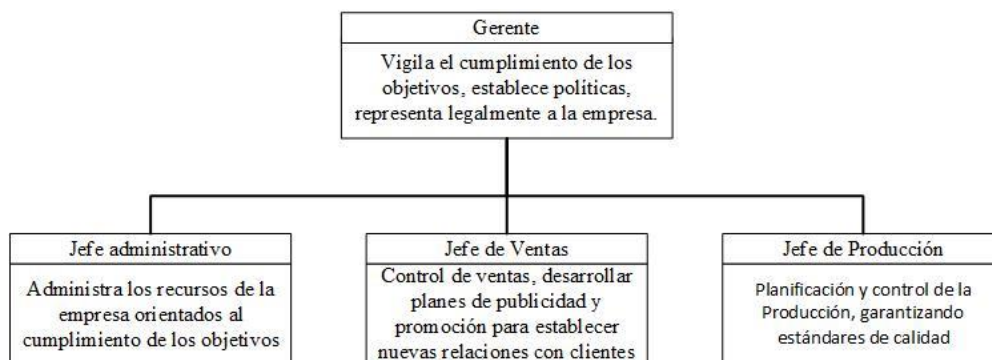 Gerente
Vigila el cumplimiento de los
objetivos, establece políticas,
representa legalmente a la empresa.
Jefe administrativo
Administra los recursos de la
empresa orientados al
cumplimiento de los objetivos
Jefe de Ventas
Control de ventas, desarrollar
planes de publicidad y
promoción para establecer
nuevas relaciones con clientes
Jefe de Producción
Planificación y control de la
Producción, garantizando
estándares de calidad